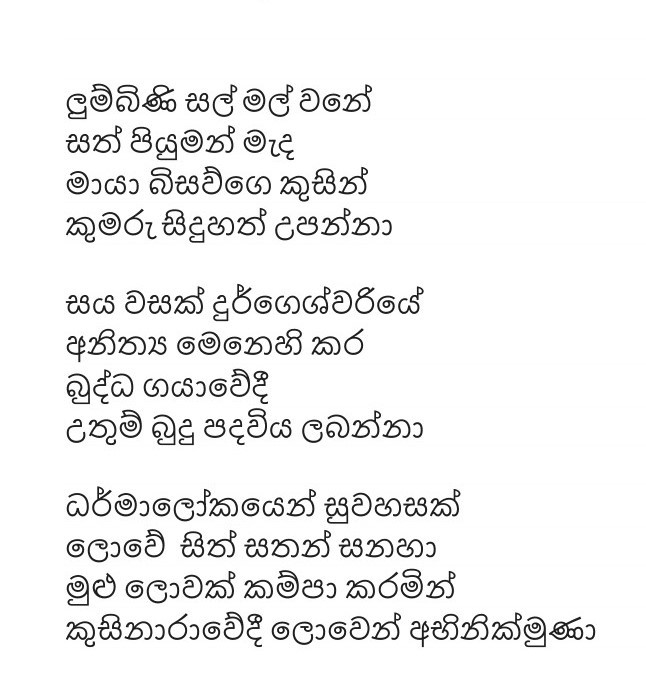 ලුම්බිණි සල් මල් වනේ
සත් පියුමන් මැද
මායා බිසව්ගෙ කුසින්
කුමරු සිදුහත් උපන්නා
සය වසක් දුර්ගෙශ්වරියේ
අනිත්‍ය මෙනෙහි කර
බුද්ධ ගයාවේදී
උතුම් බුදු පදවිය ලබන්නා
ධර්මාලෝකයෙන් සුවහසක්
ලොවේ සිත් සතන් සනහා
මුළු ලොවක් කම්පා කරමින්
කුසිනාරාවේදී ලොවෙන් අභිනික්මුණා